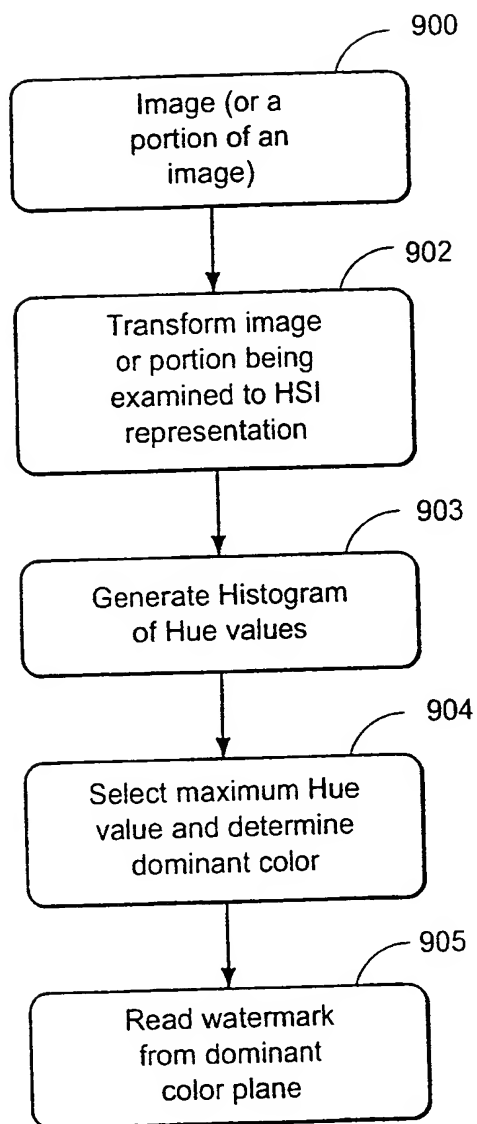 900
Image (or a
portion of an
image)
902
Transform image
or portion being
examined to HSI
representation
903
Generate Histogram
of Hue values
904
Select maximum Hue
value and determine
dominant color
905
Read watermark
from dominant
color plane